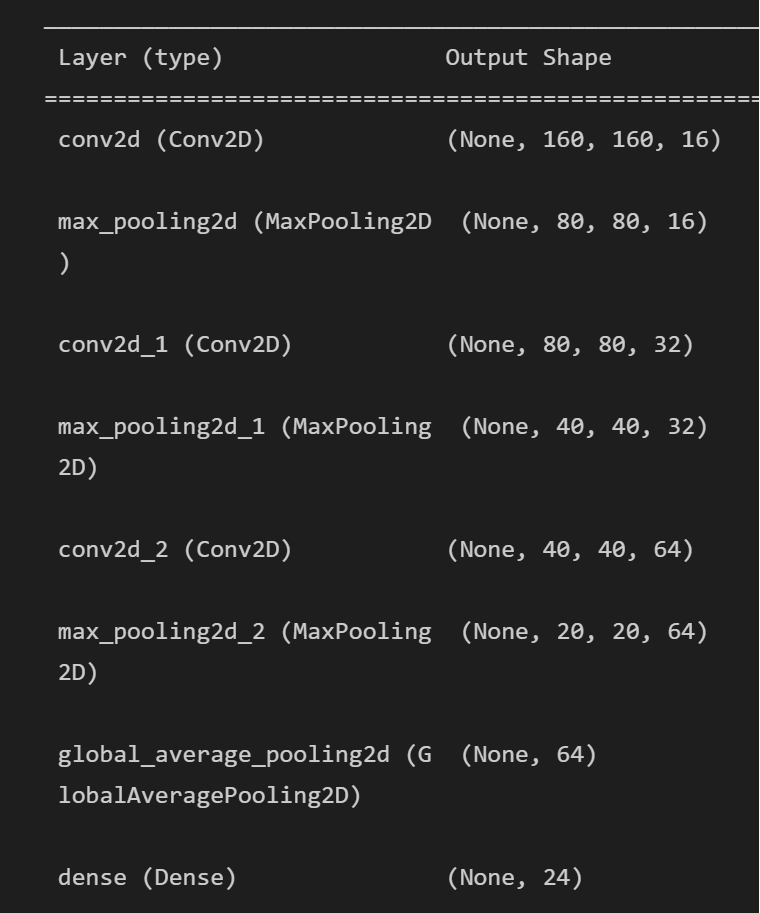 Layer (type) Output Shape
=================================================================
conv2d (Conv2D) (None, 160, 160, 16)
max_pooling2d (MaxPooling2D (None, 80, 80, 16)
)
conv2d_1 (Conv2D) (None, 80, 80, 32)
max_pooling2d_1 (MaxPooling (None, 40, 40, 32)
2D)
conv2d_2 (Conv2D) (None, 40, 40, 64)
max_pooling2d_2 (MaxPooling (None, 20, 20, 64)
2D)
global_average_pooling2d (G (None, 64)
lobalAveragePooling2D)
dense (Dense) (None, 24)